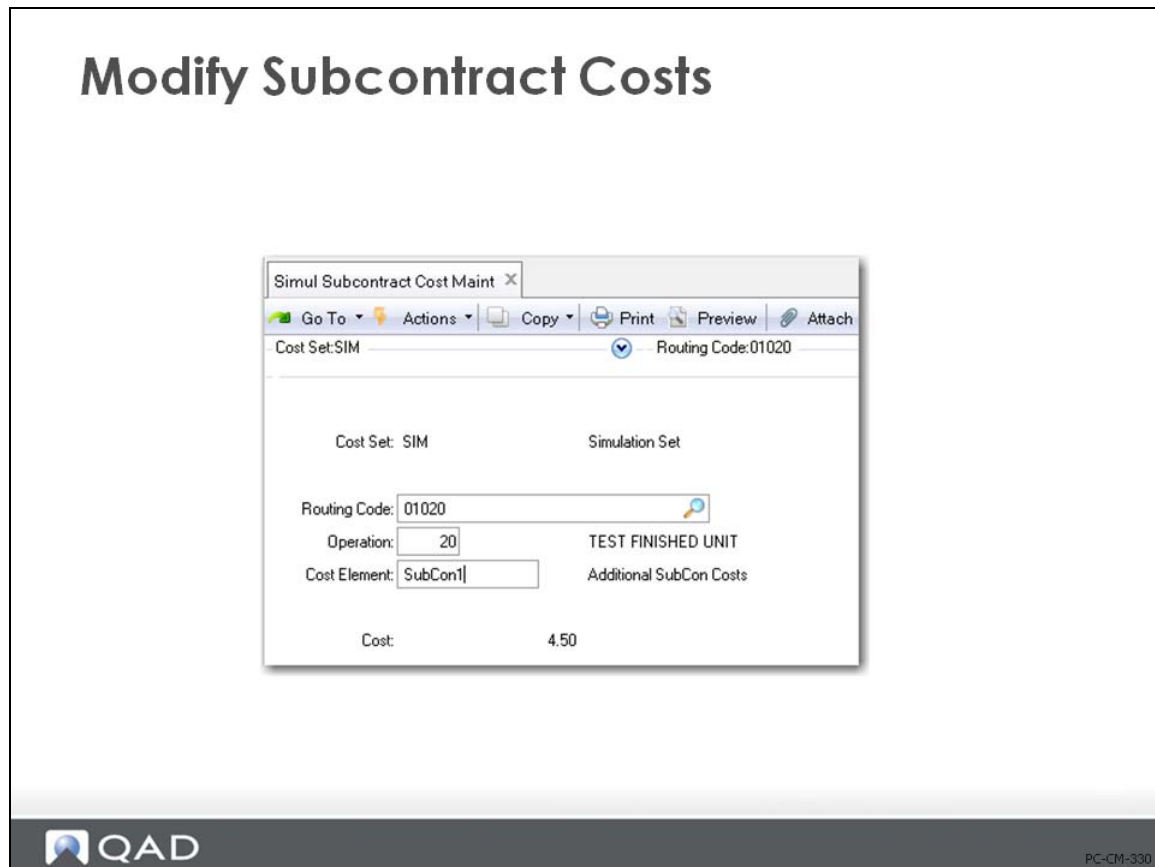 Modify Subcontract Costs
Simul Subcontract Cost Maint
Go To Actions Copy Print Preview Attach
Cost Set:SIM Routing Code:01020
Cost Set: SIM Simulation Set
Routing Code: 01020
Operation: 20 TEST FINISHED UNIT
Cost Element: SubCon1 Additional SubCon Costs
Cost: 4.50
QAD PC-CM-330